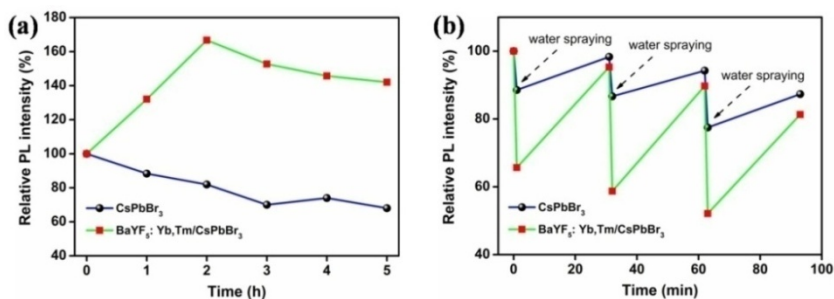 (a)
180
160
140
120
100
80
60
40
Relative PL intensity (%)
CsPbBr3
BaYF5: Yb,Tm/CsPbBr3
0 1 2 3 4 5
Time (h)
(b)
100
80
60
40
Relative PL intensity (%)
water spraying
water spraying
water spraying
CsPbBr3
BaYF5: Yb,Tm/CsPbBr3
0 20 40 60 80 100
Time (min)